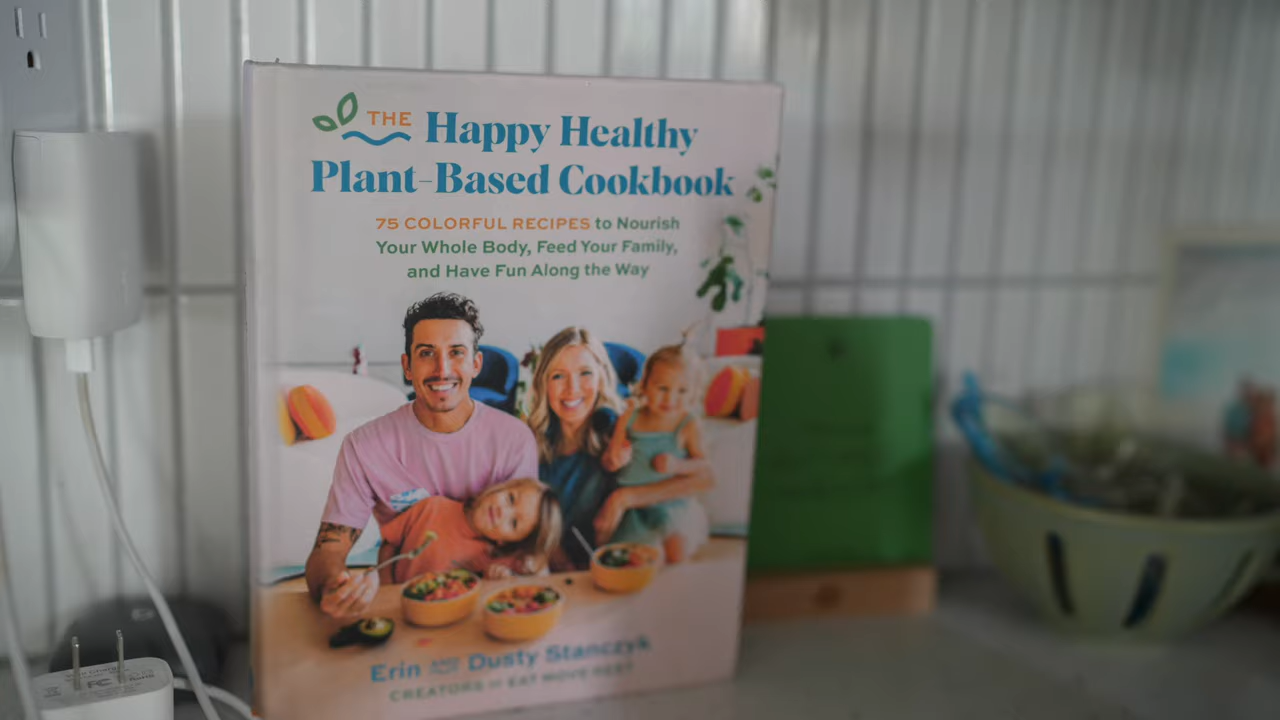 THE Happy Healthy
Plant-Based Cookbook
75 COLORFUL RECIPES to Nourish
Your Whole Body, Feed Your Family,
and Have Fun Along the Way
Erin AND Dusty Stanczyk
CREATORS OF EAT MOVE REST
FC